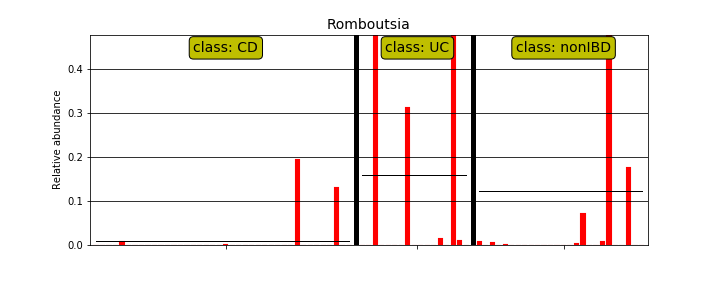 Romboutsia
class: CD
class: UC
class: nonIBD
Relative abundance
0.4
0.3
0.2
0.1
0.0